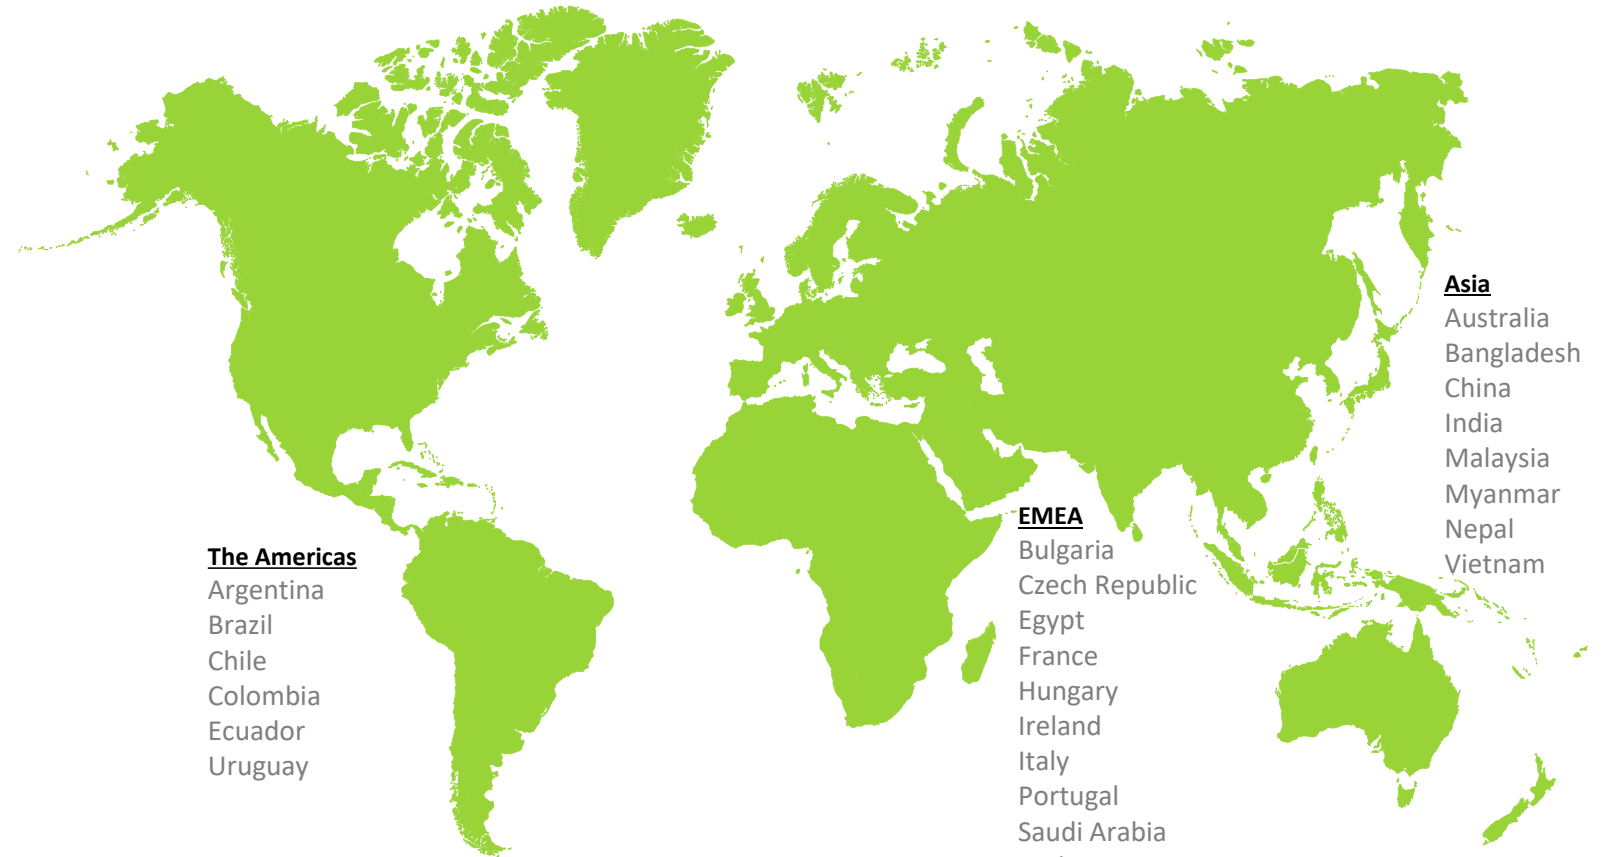 The Americas
Argentina
Brazil
Chile
Colombia
Ecuador
Uruguay
EMEA
Bulgaria
Czech Republic
Egypt
France
Hungary
Ireland
Italy
Portugal
Saudi Arabia
Asia
Australia
Bangladesh
China
India
Malaysia
Myanmar
Nepal
Vietnam